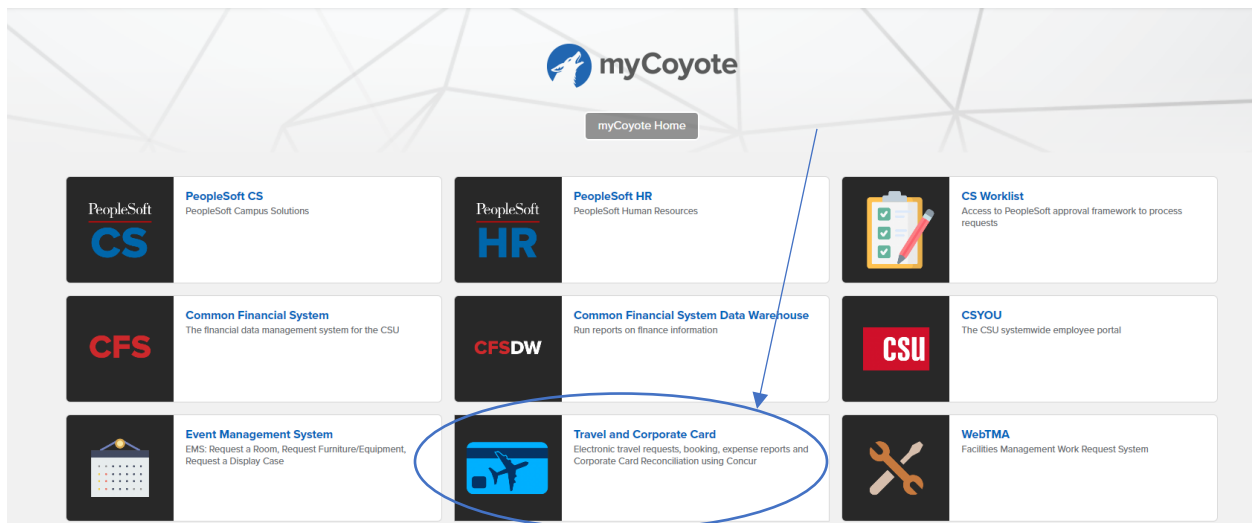 myCoyote
myCoyote Home
PeopleSoft
CS
PeopleSoft CS
PeopleSoft Campus Solutions
PeopleSoft
HR
PeopleSoft HR
PeopleSoft Human Resources
CS Worklist
Access to PeopleSoft approval framework to process
requests
CFS
Common Financial System
The financial data management system for the CSU
CFSDW
Common Financial System Data Warehouse
Run reports on finance information
CSU
CSYOU
The CSU systemwide employee portal
Event Management System
EMS: Request a Room, Request Furniture/Equipment,
Request a Display Case
Travel and Corporate Card
Electronic travel requests, booking, expense reports and
Corporate Card Reconciliation using Concur
WebTMA
Facilities Management Work Request System